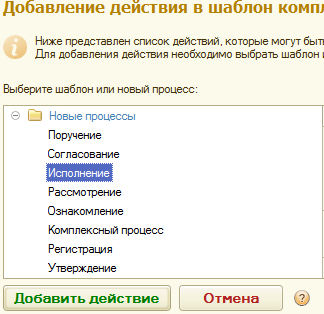 Добавление действия в шаблон компл
Ниже представлен список действий, которые могут быть
Для добавления действия необходимо выбрать шаблон и
Выберите шаблон или новый процесс:
Новые процессы
Поручение
Согласование
Исполнение
Рассмотрение
Ознакомление
Комплексный процесс
Регистрация
Утверждение
Добавить действие Отмена ?